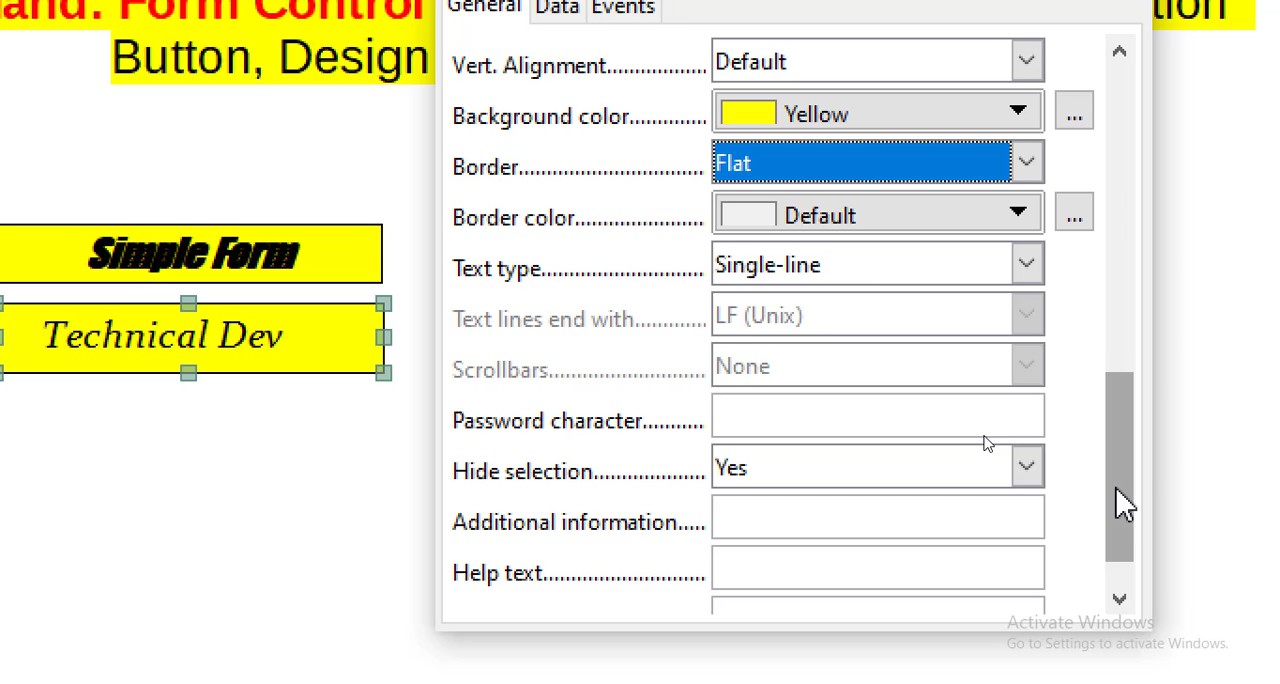 and: Form Control
tion
Button, Design
General Data Events
Vert. Alignment.................. Default
Background color.............. Yellow ...
Border................................. Flat
Border color....................... Default ...
Text type............................. Single-line
Text lines end with............. LF (Unix)
Scrollbars............................ None
Password character...........
Hide selection.................... Yes
Additional information.....
Help text............................
Simple Form
Technical Dev
Activate Windows
Go to Settings to activate Windows.